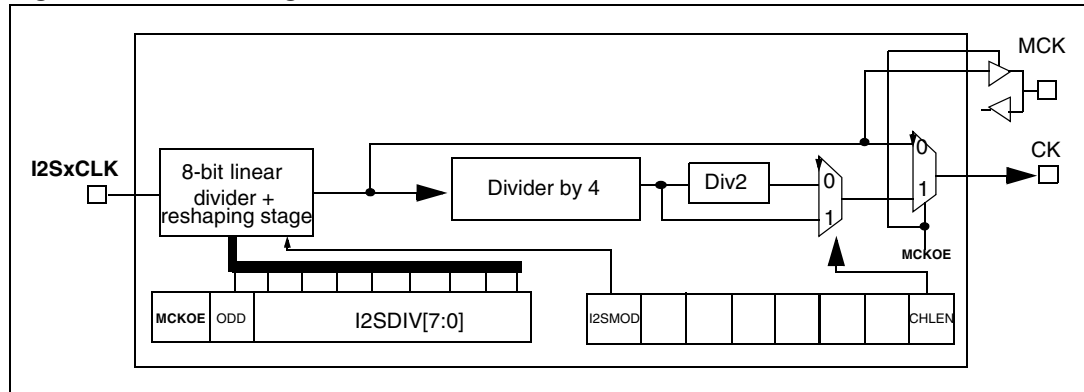 MCK
I2SxCLK
8-bit linear
divider +
reshaping stage
Divider by 4
Div2
0
1
0
1
CK
MCKOE
MCKOE
ODD
I2SDIV[7:0]
I2SMOD
CHLEN